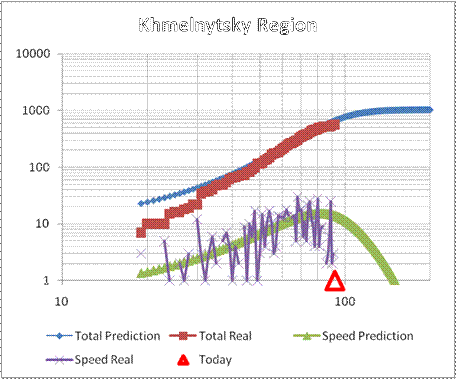 Khmelnytsky Region
10000
1000
100
10
1
10 100
Total Prediction Total Real Speed Prediction
Speed Real Today